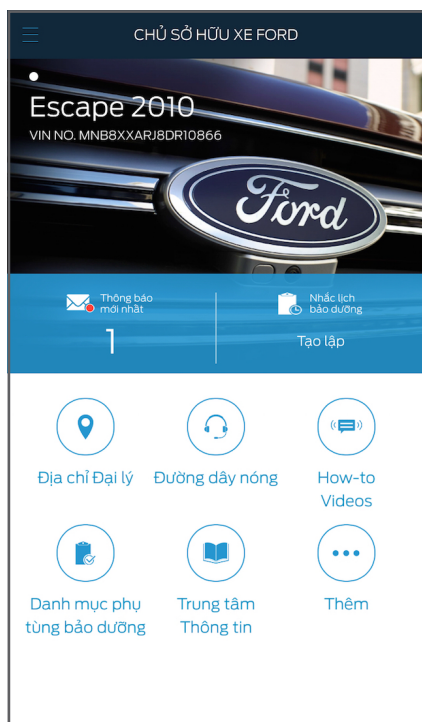 CHỦ SỞ HỮU XE FORD
Escape 2010
VIN NO. MNB8XXARJ8DR10866
Ford
Thông báo
mới nhất
1
Nhắc lịch
bảo dưỡng
Tạo lập
Địa chỉ Đại lý
Đường dây nóng
How-to
Videos
Danh mục phụ
tùng bảo dưỡng
Trung tâm
Thông tin
Thêm